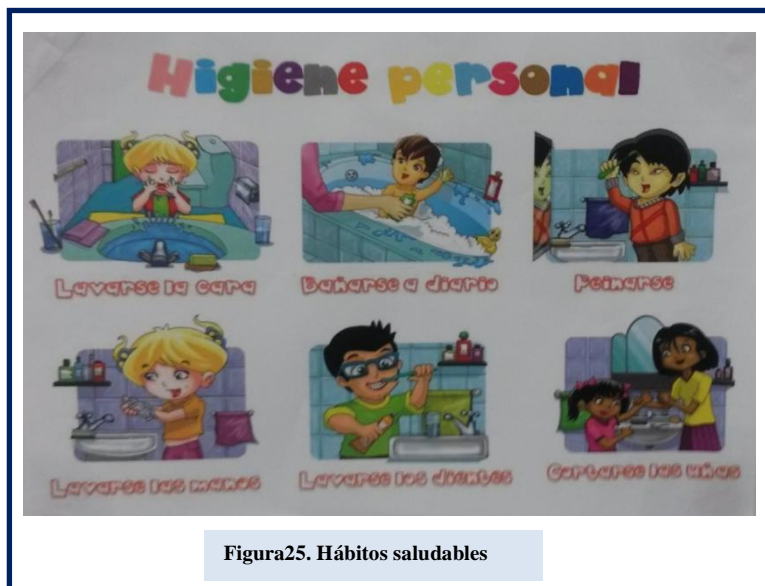 Higiene personal
Lavarse la cara
Bañarse a diario
Peinarse
Lavarse las manos
Lavarse los dientes
Cortarse las uñas
Figura25. Hábitos saludables